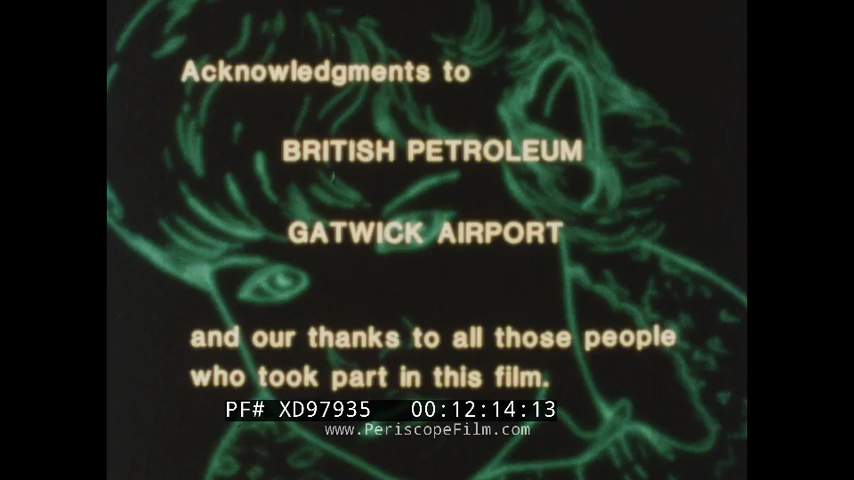 Acknowledgments to
BRITISH PETROLEUM
GATWICK AIRPORT
and our thanks to all those people
who took part in this film.
PF# XD97935 00:12:14:13
www.PeriscopeFilm.com